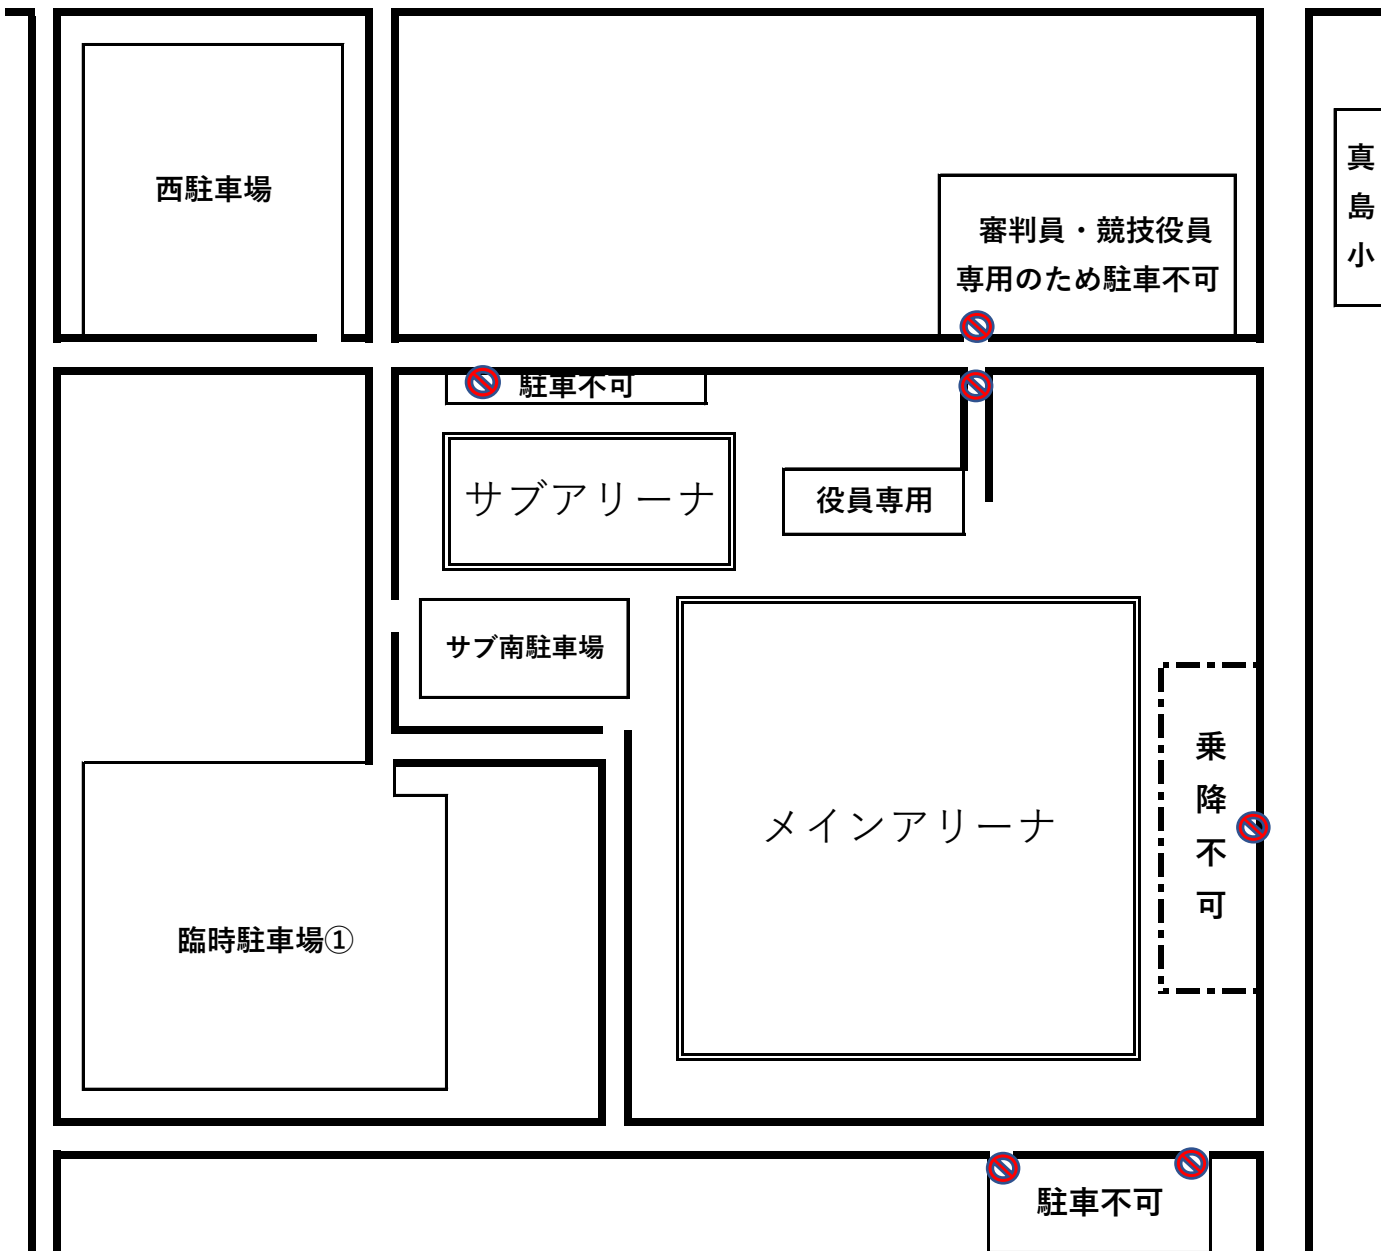 西駐車場
審判員・競技役員
専用のため駐車不可
真島小
駐車不可
サブアリーナ
役員専用
サブ南駐車場
メインアリーナ
乗降不可
臨時駐車場①
駐車不可